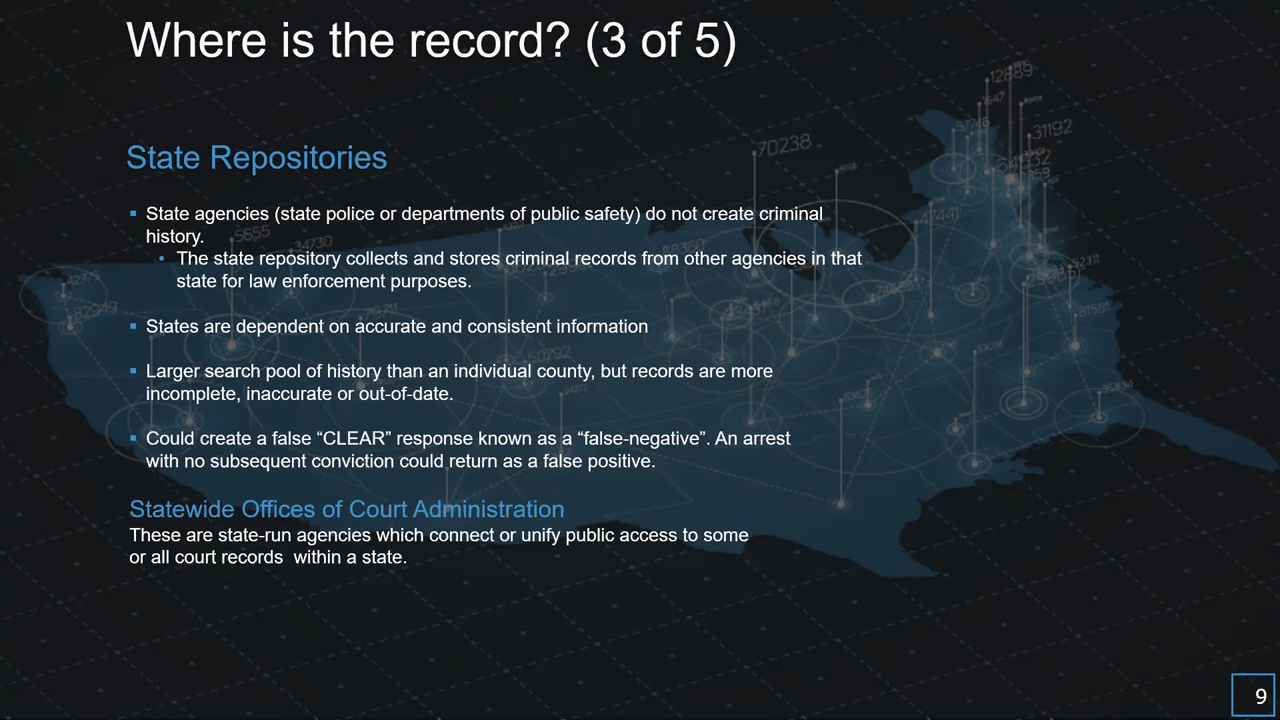 Where is the record? (3 of 5)
State Repositories
▪ State agencies (state police or departments of public safety) do not create criminal
history.
• The state repository collects and stores criminal records from other agencies in that
state for law enforcement purposes.
▪ States are dependent on accurate and consistent information
▪ Larger search pool of history than an individual county, but records are more
incomplete, inaccurate or out-of-date.
▪ Could create a false “CLEAR” response known as a “false-negative”. An arrest
with no subsequent conviction could return as a false positive.
Statewide Offices of Court Administration
These are state-run agencies which connect or unify public access to some
or all court records within a state.
70238
12889
31192
34730
9